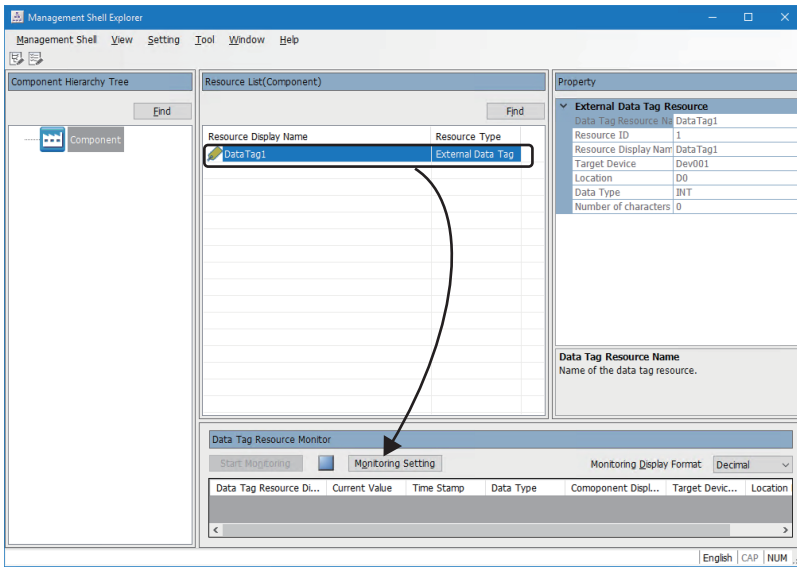 Management Shell Explorer
Management Shell View Setting Tool Window Help
Component Hierarchy Tree
Find
Component
Resource List(Component)
Find
Resource Display Name Resource Type
DataTag1 External Data Tag
Property
External Data Tag Resource
Data Tag Resource Na DataTag1
Resource ID 1
Resource Display Nam DataTag1
Target Device Dev001
Location D0
Data Type INT
Number of characters 0
Data Tag Resource Name
Name of the data tag resource.
Data Tag Resource Monitor
Start Monitoring Monitoring Setting Monitoring Display Format Decimal
Data Tag Resource Di... Current Value Time Stamp Data Type Comoponent Displ... Target Devic... Location
English CAP NUM